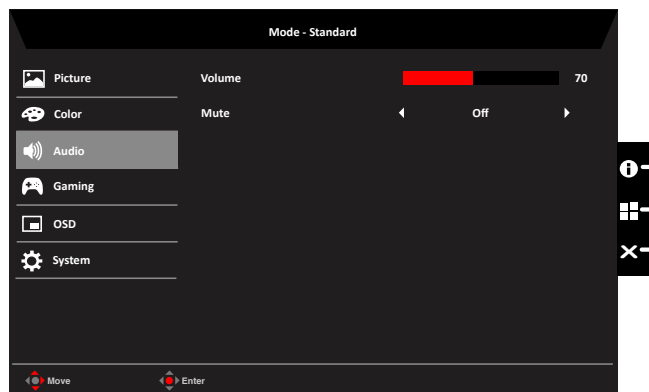 Mode - Standard
Picture
Volume 70
Color
Mute Off
Audio
Gaming
OSD
System
Move Enter